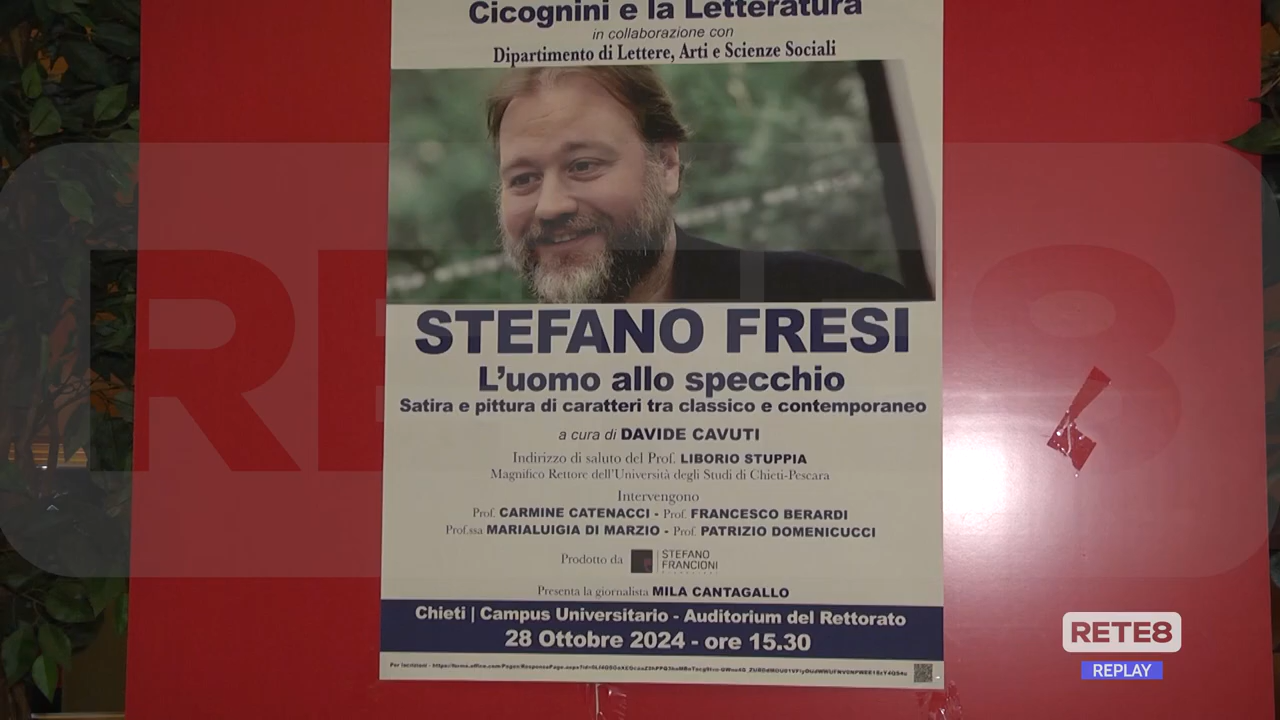 Cicognini e la Letteratura
in collaborazione con
Dipartimento di Lettere, Arti e Scienze Sociali
STEFANO FRESI
L'uomo allo specchio
Satira e pittura di caratteri tra classico e contemporaneo
a cura di DAVIDE CAVUTI
Indirizzo di saluto del Prof. LIBORIO STUPPIA
Magnifico Rettore dell'Università degli Studi di Chieti-Pescara
Intervengono
Prof. CARMINE CATENACCI - Prof. FRANCESCO BERARDI
Prof.ssa MARIALUIGIA DI MARZIO - Prof. PATRIZIO DOMENICUCCI
Prodotto da STEFANO
FRANCIONI
Presenta la giornalista MILA CANTAGALLO
Chieti | Campus Universitario - Auditorium del Rettorato
28 Ottobre 2024 - ore 15.30
Per iscrizioni
RETE8
RETE8
REPLAY